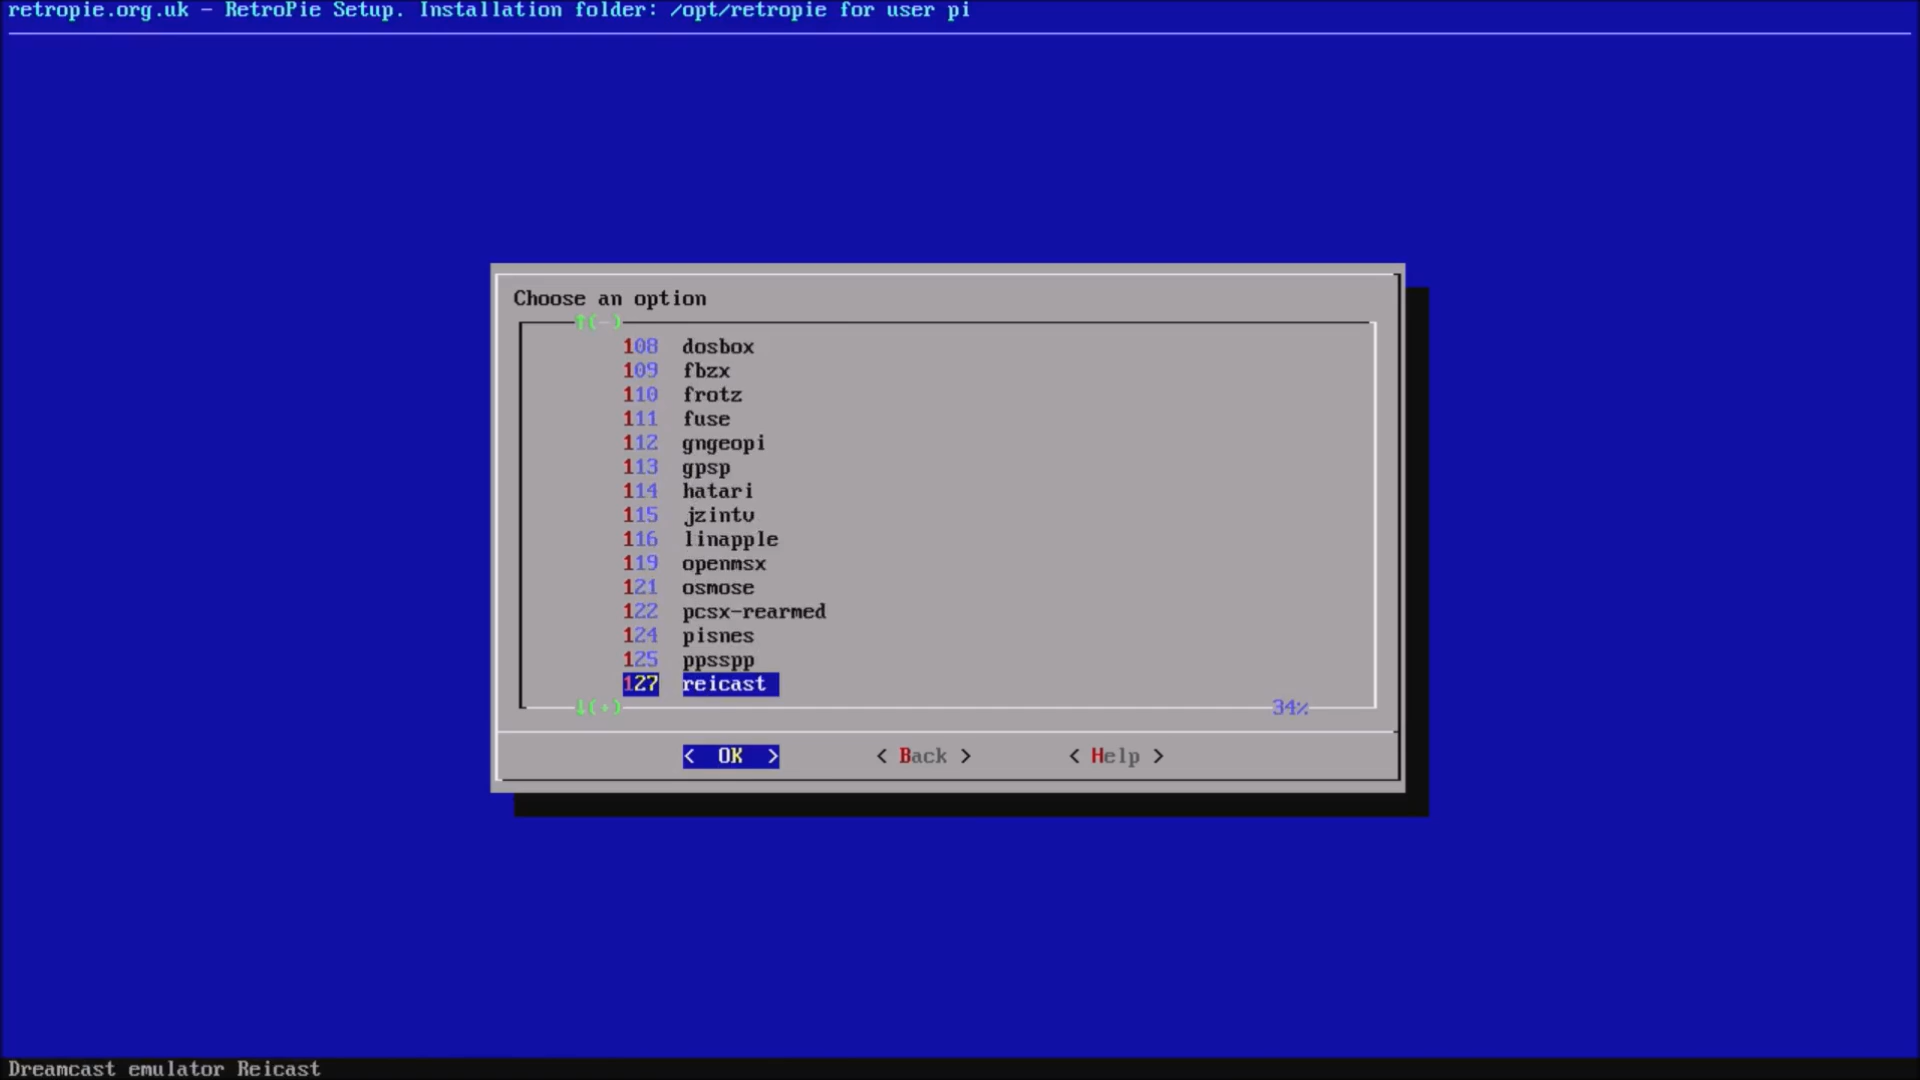 retropie.org.uk - RetroPie Setup. Installation folder: /opt/retropie for user pi
Choose an option
↑(-)
108 dosbox
109 fbzx
110 frotz
111 fuse
112 gngeopi
113 gpsp
114 hatari
115 jzintv
116 linapple
119 openmsx
121 osmose
122 pcsx-rearmed
124 pisnes
125 ppsspp
127 reicast
↓(+) 34%
< OK > < Back > < Help >
Dreamcast emulator Reicast